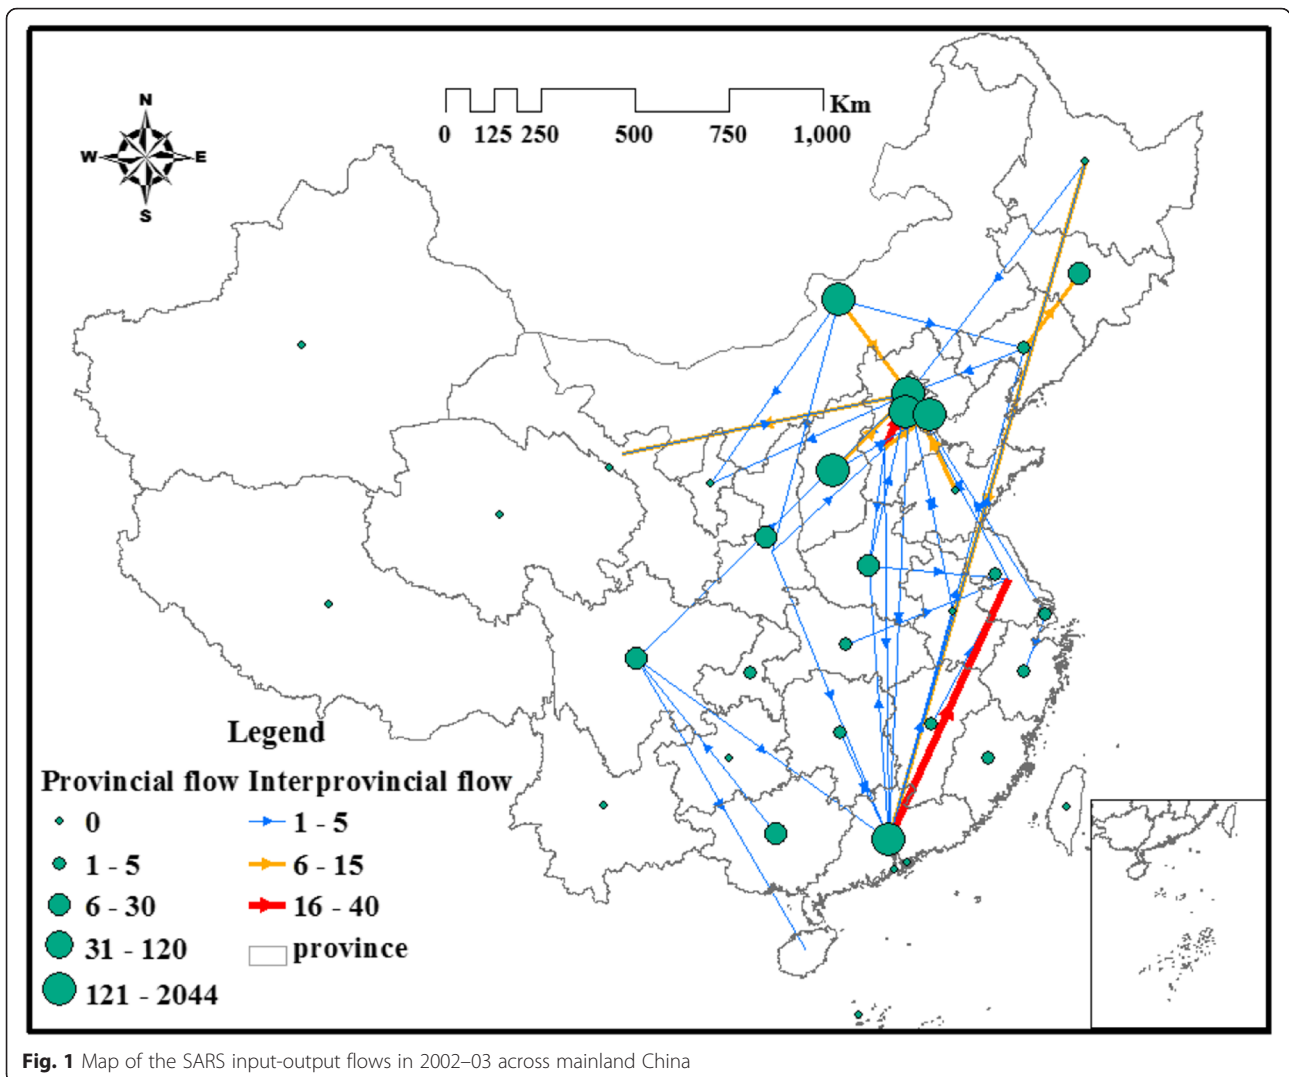 N
W E
S
Km
0 125 250 500 750 1,000
Legend
Provincial flow Interprovincial flow
0 1 - 5
1 - 5 6 - 15
6 - 30 16 - 40
31 - 120 province
121 - 2044
Fig. 1 Map of the SARS input-output flows in 2002–03 across mainland China